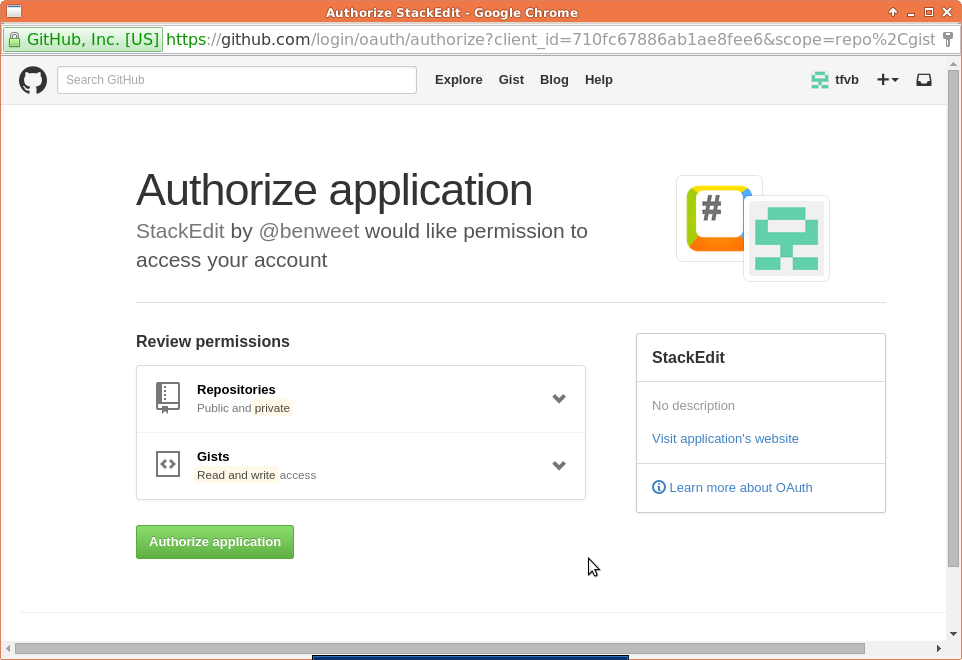 Authorize StackEdit - Google Chrome
GitHub, Inc. [US] https://github.com/login/oauth/authorize?client_id=710fc67886ab1ae8fee6&scope=repo%2Cgist
Search GitHub Explore Gist Blog Help tfvb
Authorize application
StackEdit by @benweet would like permission to
access your account
#
Review permissions
Repositories
Public and private
Gists
Read and write access
Authorize application
StackEdit
No description
Visit application's website
Learn more about OAuth